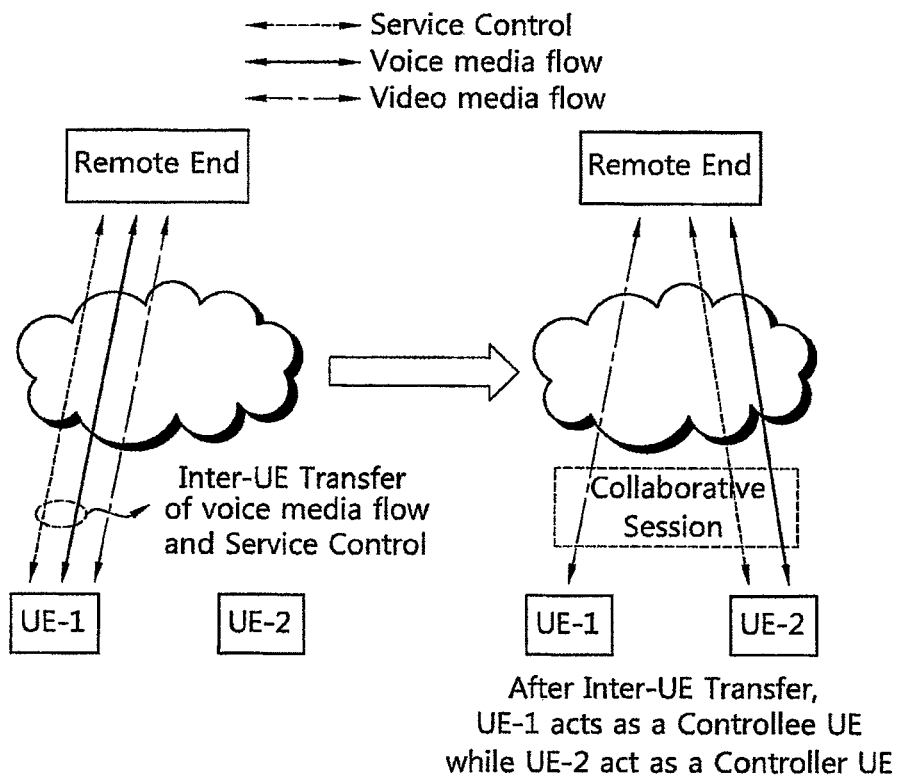 Service Control
Voice media flow
Video media flow
Remote End
Remote End
Inter-UE Transfer
of voice media flow
and Service Control
Collaborative
Session
UE-1
UE-2
UE-1
UE-2
After Inter-UE Transfer,
UE-1 acts as a Controllee UE
while UE-2 act as a Controller UE